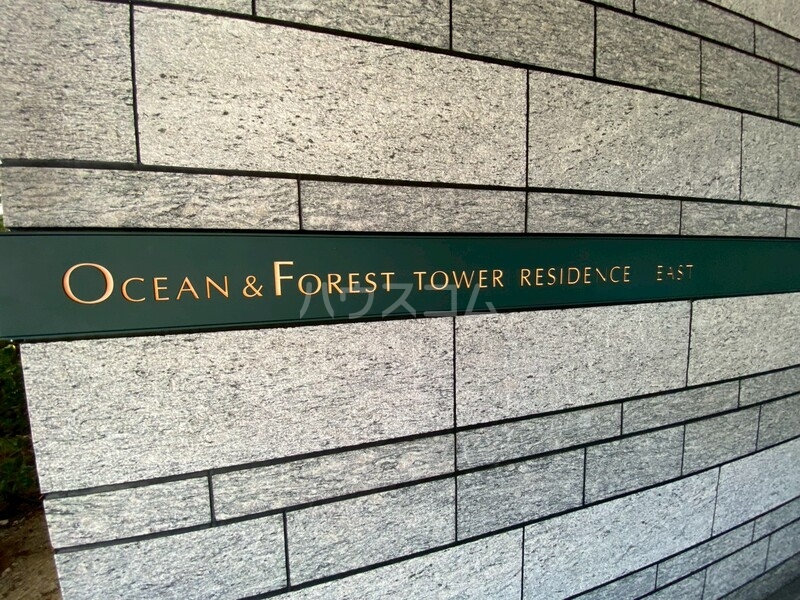 OCEAN & FOREST TOWER RESIDENCE EAST
ハウスコム